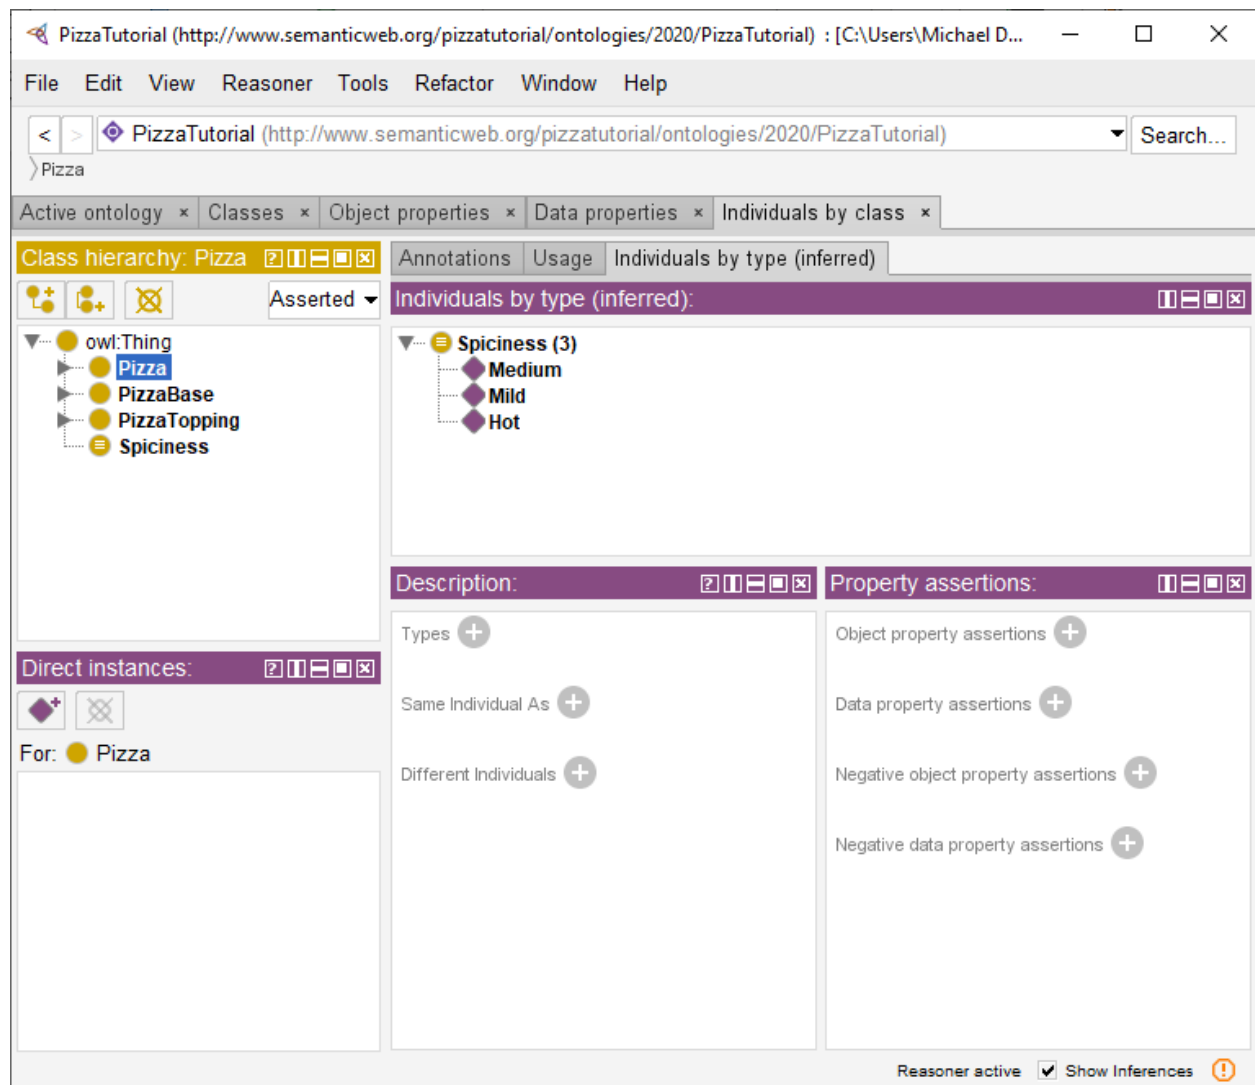 PizzaTutorial (http://www.semanticweb.org/pizzatutorial/ontologies/2020/PizzaTutorial) : [C:\Users\Michael D...
File Edit View Reasoner Tools Refactor Window Help
< > PizzaTutorial (http://www.semanticweb.org/pizzatutorial/ontologies/2020/PizzaTutorial) Search...
Pizza
Active ontology × Classes × Object properties × Data properties × Individuals by class ×
Class hierarchy: Pizza
Asserted
owl:Thing
Pizza
PizzaBase
PizzaTopping
Spiciness
Annotations Usage Individuals by type (inferred)
Individuals by type (inferred):
Spiciness (3)
Medium
Mild
Hot
Direct instances:
For: Pizza
Description:
Types
Same Individual As
Different Individuals
Property assertions:
Object property assertions
Data property assertions
Negative object property assertions
Negative data property assertions
Reasoner active Show Inferences